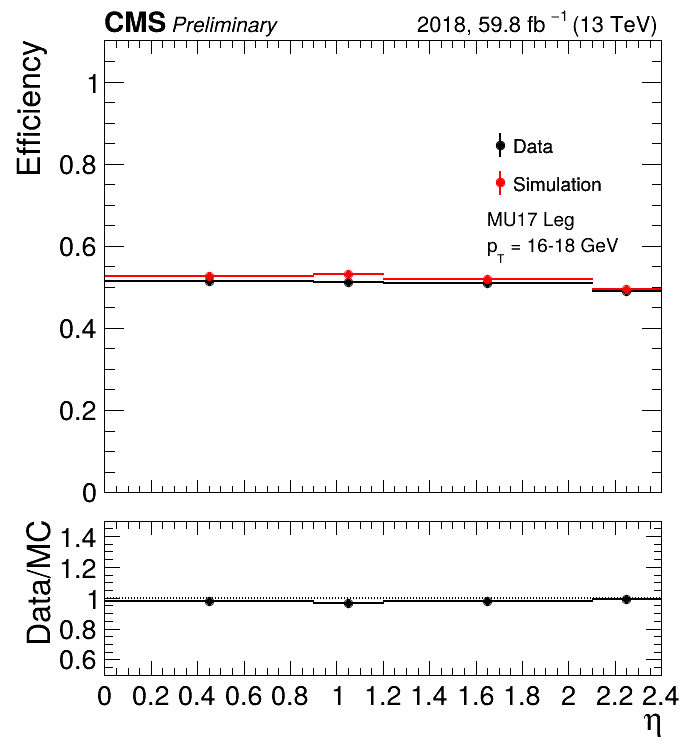 CMS Preliminary 2018, 59.8 fb⁻¹ (13 TeV)
Efficiency
1
0.8
0.6
0.4
0.2
0
Data
Simulation
MU17 Leg
p_T = 16-18 GeV
Data/MC
1.4
1.2
1
0.8
0.6
0 0.2 0.4 0.6 0.8 1 1.2 1.4 1.6 1.8 2 2.2 2.4
η